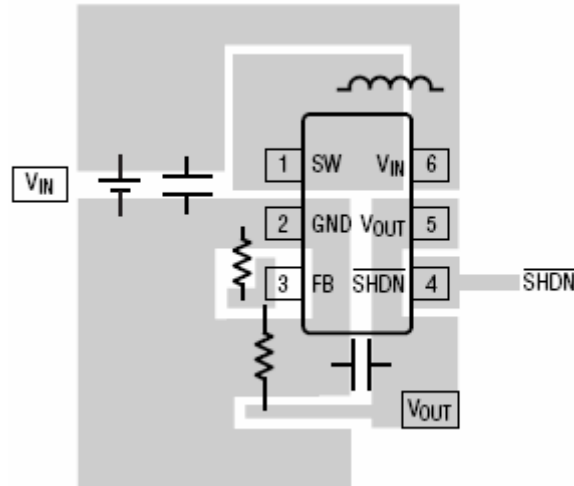 1 SW VIN 6
VIN
2 GND VOUT 5
3 FB SHDN 4 SHDN
VOUT